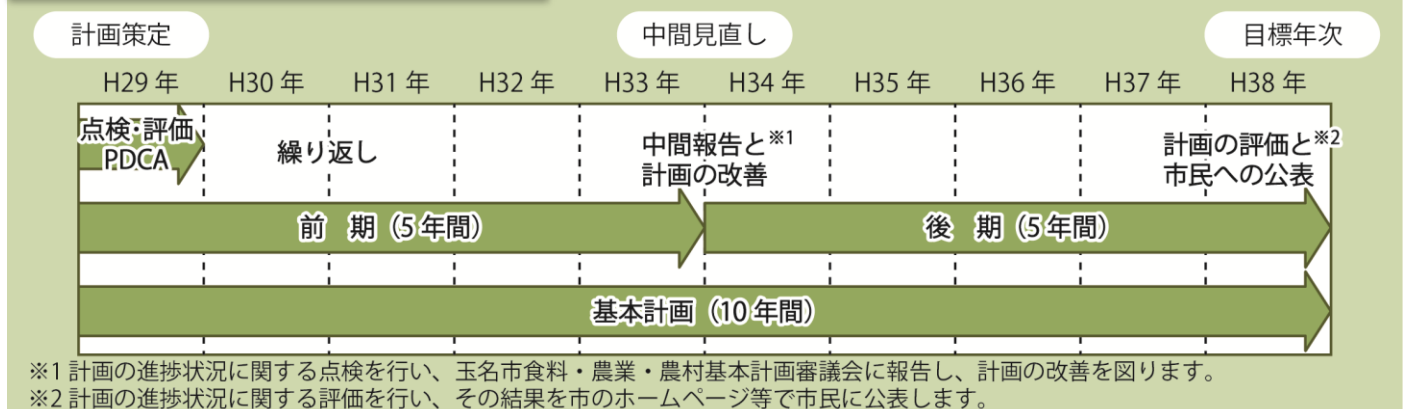 計画策定
中間見直し
目標年次
H29 年 H30 年 H31 年 H32 年 H33 年 H34 年 H35 年 H36 年 H37 年 H38 年
点検・評価
PDCA
繰り返し
中間報告と※1
計画の改善
計画の評価と※2
市民への公表
前 期（5 年間）
後 期（5 年間）
基本計画（10 年間）
※1 計画の進捗状況に関する点検を行い、玉名市食料・農業・農村基本計画審議会に報告し、計画の改善を図ります。
※2 計画の進捗状況に関する評価を行い、その結果を市のホームページ等で市民に公表します。